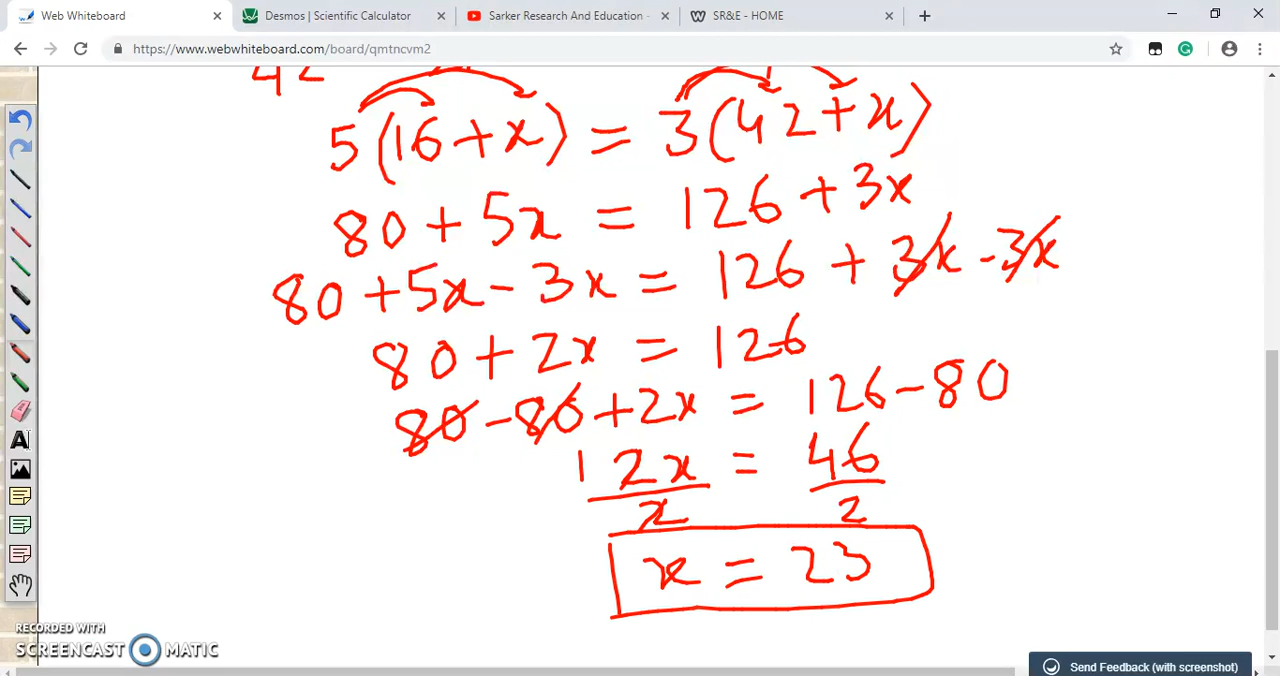 Web Whiteboard
Desmos | Scientific Calculator
Sarker Research And Education -
SR&E - HOME
https://www.webwhiteboard.com/board/qmtncvm2
42
5(16+x) = 3(42+x)
80 + 5x = 126 + 3x
80 + 5x - 3x = 126 + 3x - 3x
80 + 2x = 126
80 - 80 + 2x = 126 - 80
1 2x = 46
2 2
x = 23
A
RECORDED WITH
SCREENCAST MATIC
Send Feedback (with screenshot)